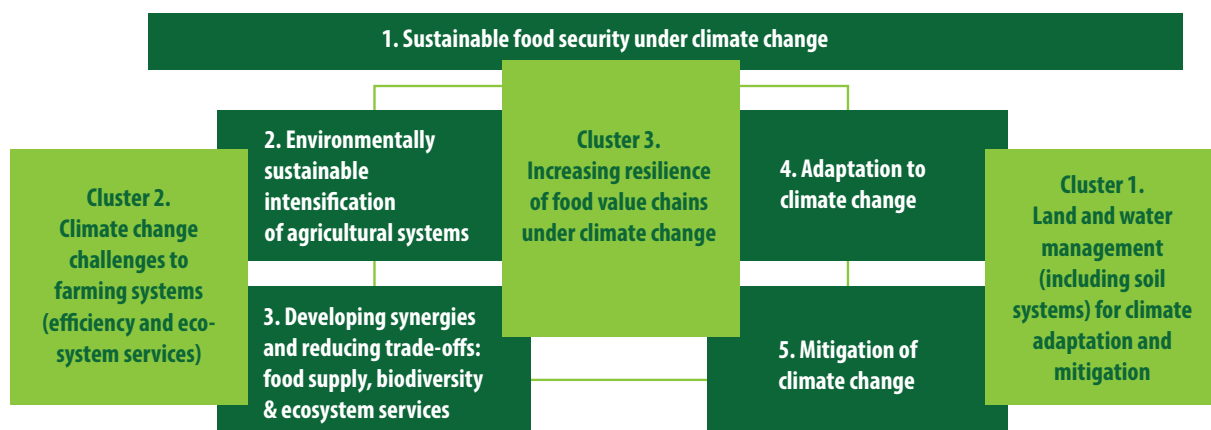 1. Sustainable food security under climate change
2. Environmentally
sustainable
intensification
of agricultural systems
Cluster 3.
Increasing resilience
of food value chains
under climate change
4. Adaptation to
climate change
Cluster 2.
Climate change
challenges to
farming systems
(efficiency and eco-
system services)
Cluster 1.
Land and water
management
(including soil
systems) for climate
adaptation and
mitigation
3. Developing synergies
and reducing trade-offs:
food supply, biodiversity
& ecosystem services
5. Mitigation of
climate change